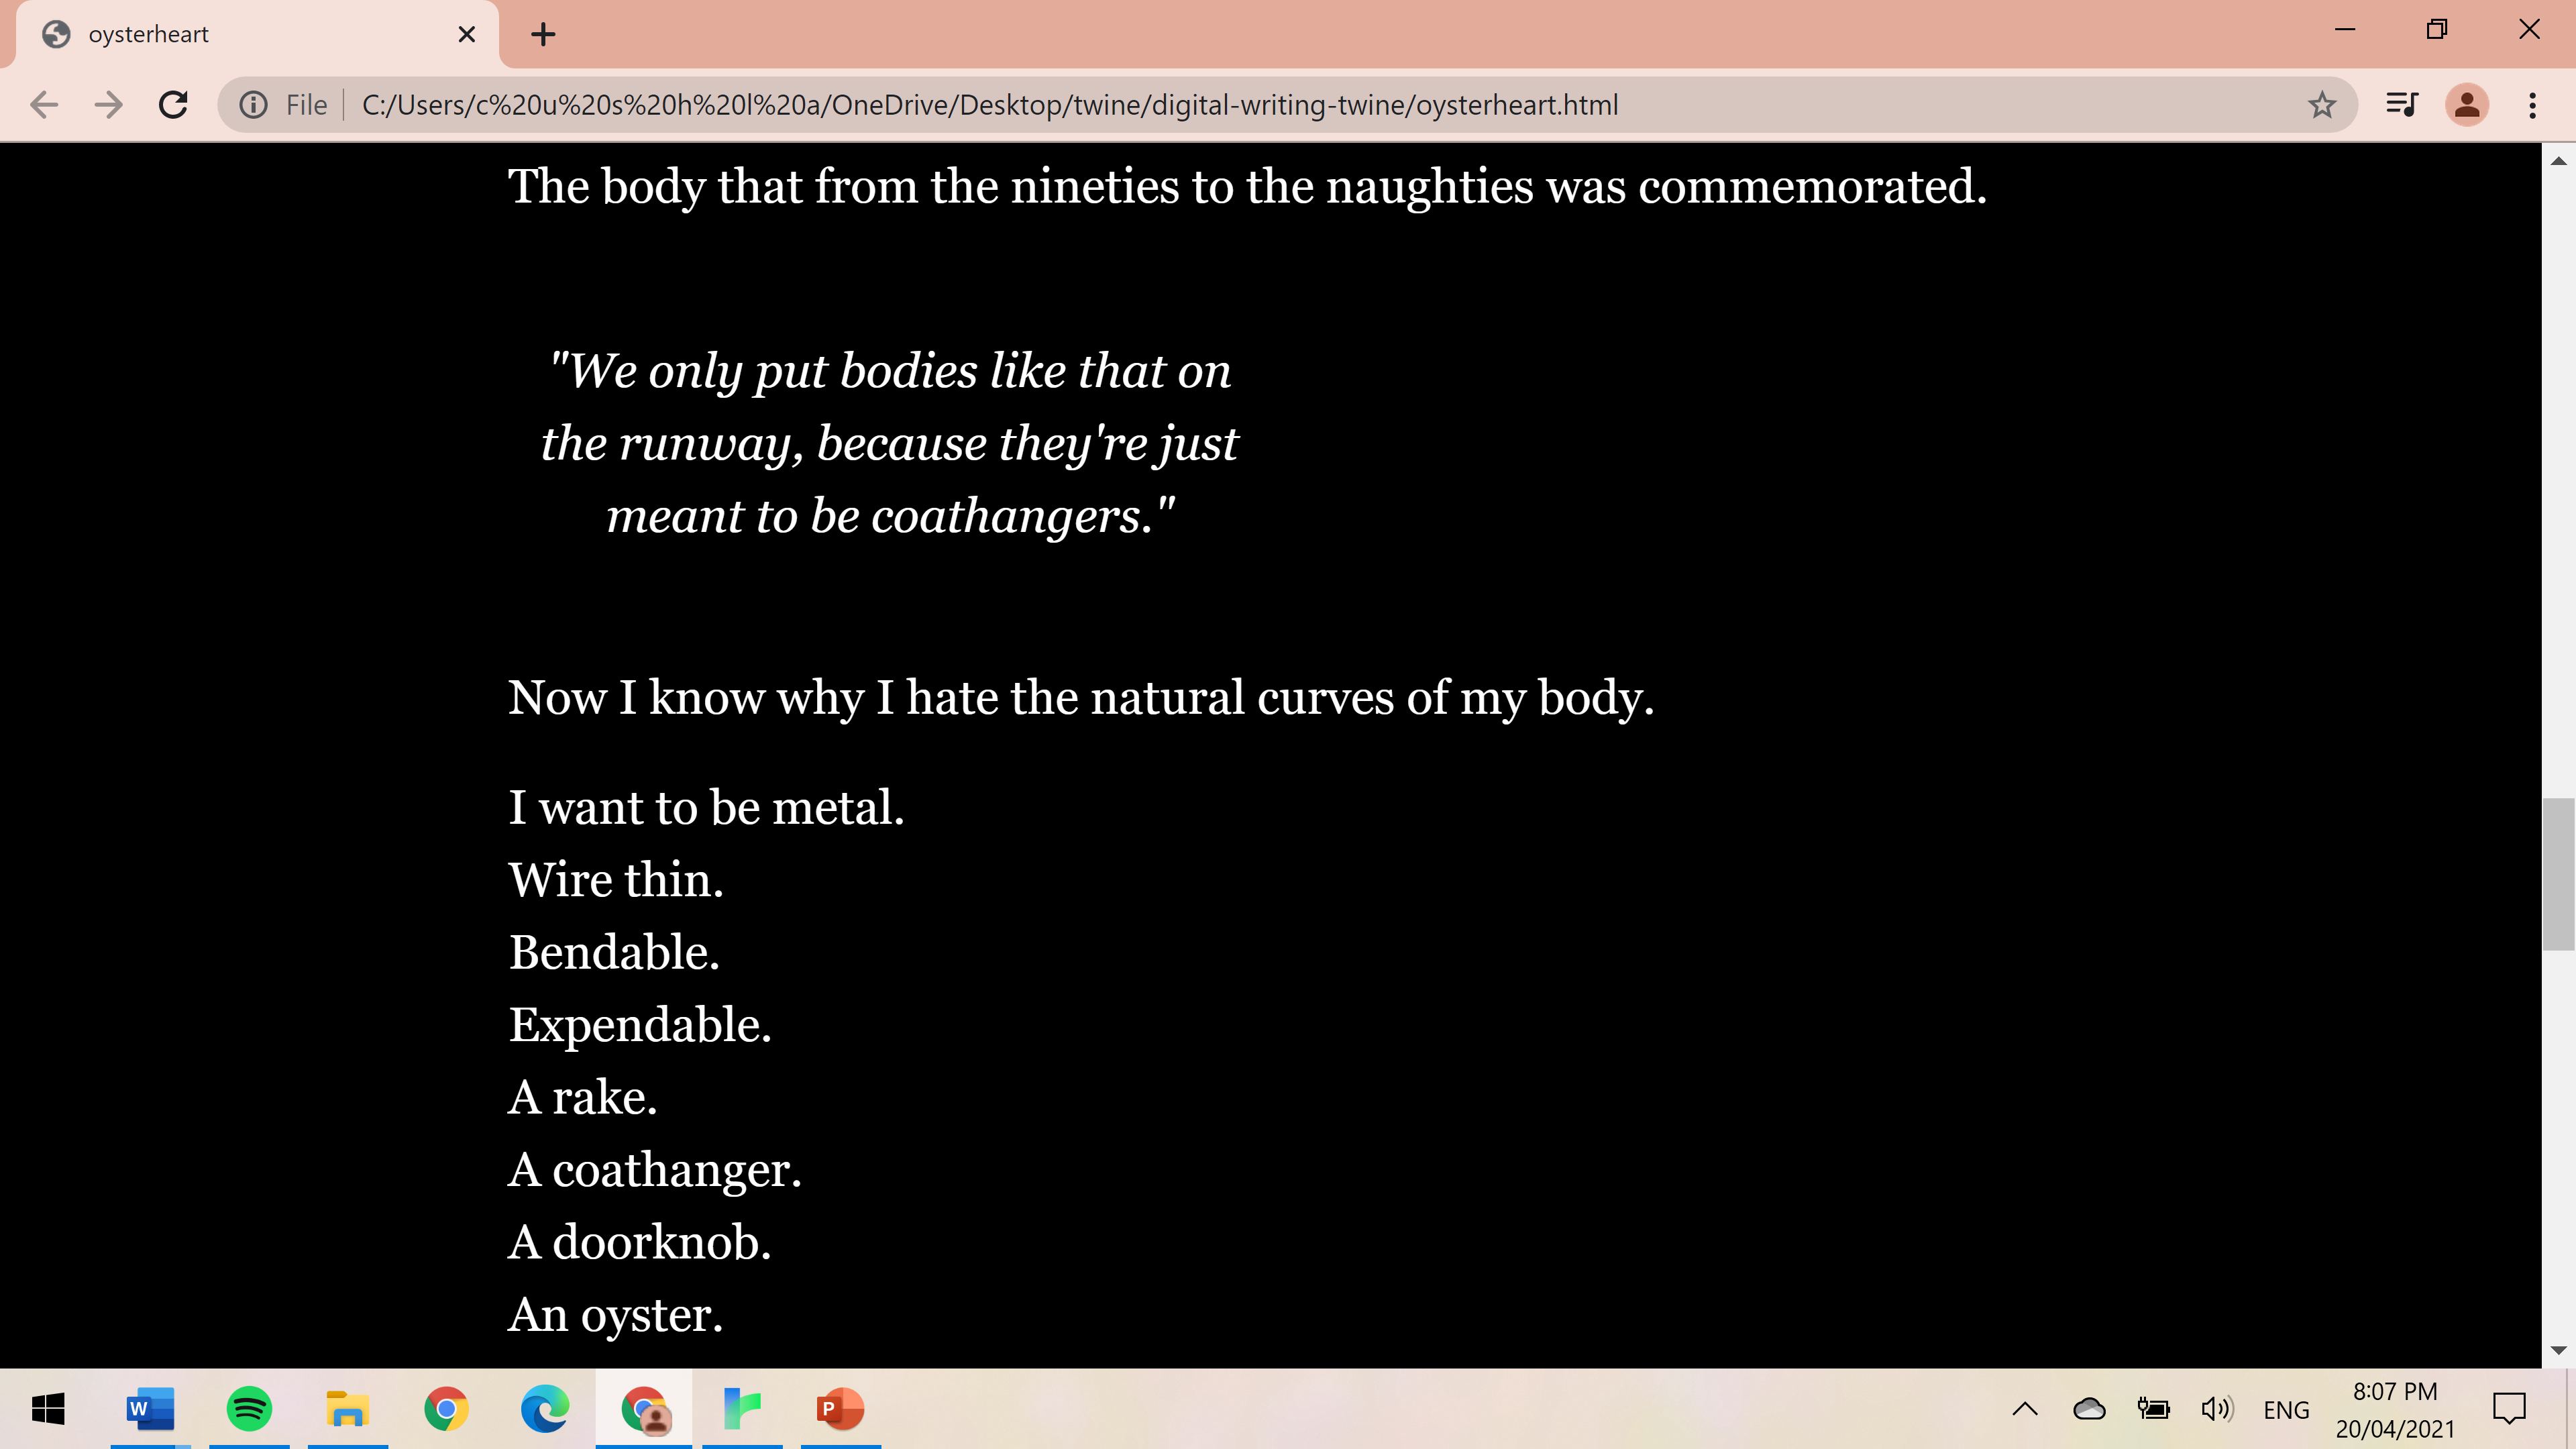 oysterheart
File C:/Users/c%20u%20s%20h%20l%20a/OneDrive/Desktop/twine/digital-writing-twine/oysterheart.html
The body that from the nineties to the naughties was commemorated.
"We only put bodies like that on
the runway, because they're just
meant to be coathangers."
Now I know why I hate the natural curves of my body.
I want to be metal.
Wire thin.
Bendable.
Expendable.
A rake.
A coathanger.
A doorknob.
An oyster.
W
P
ENG
8:07 PM
20/04/2021